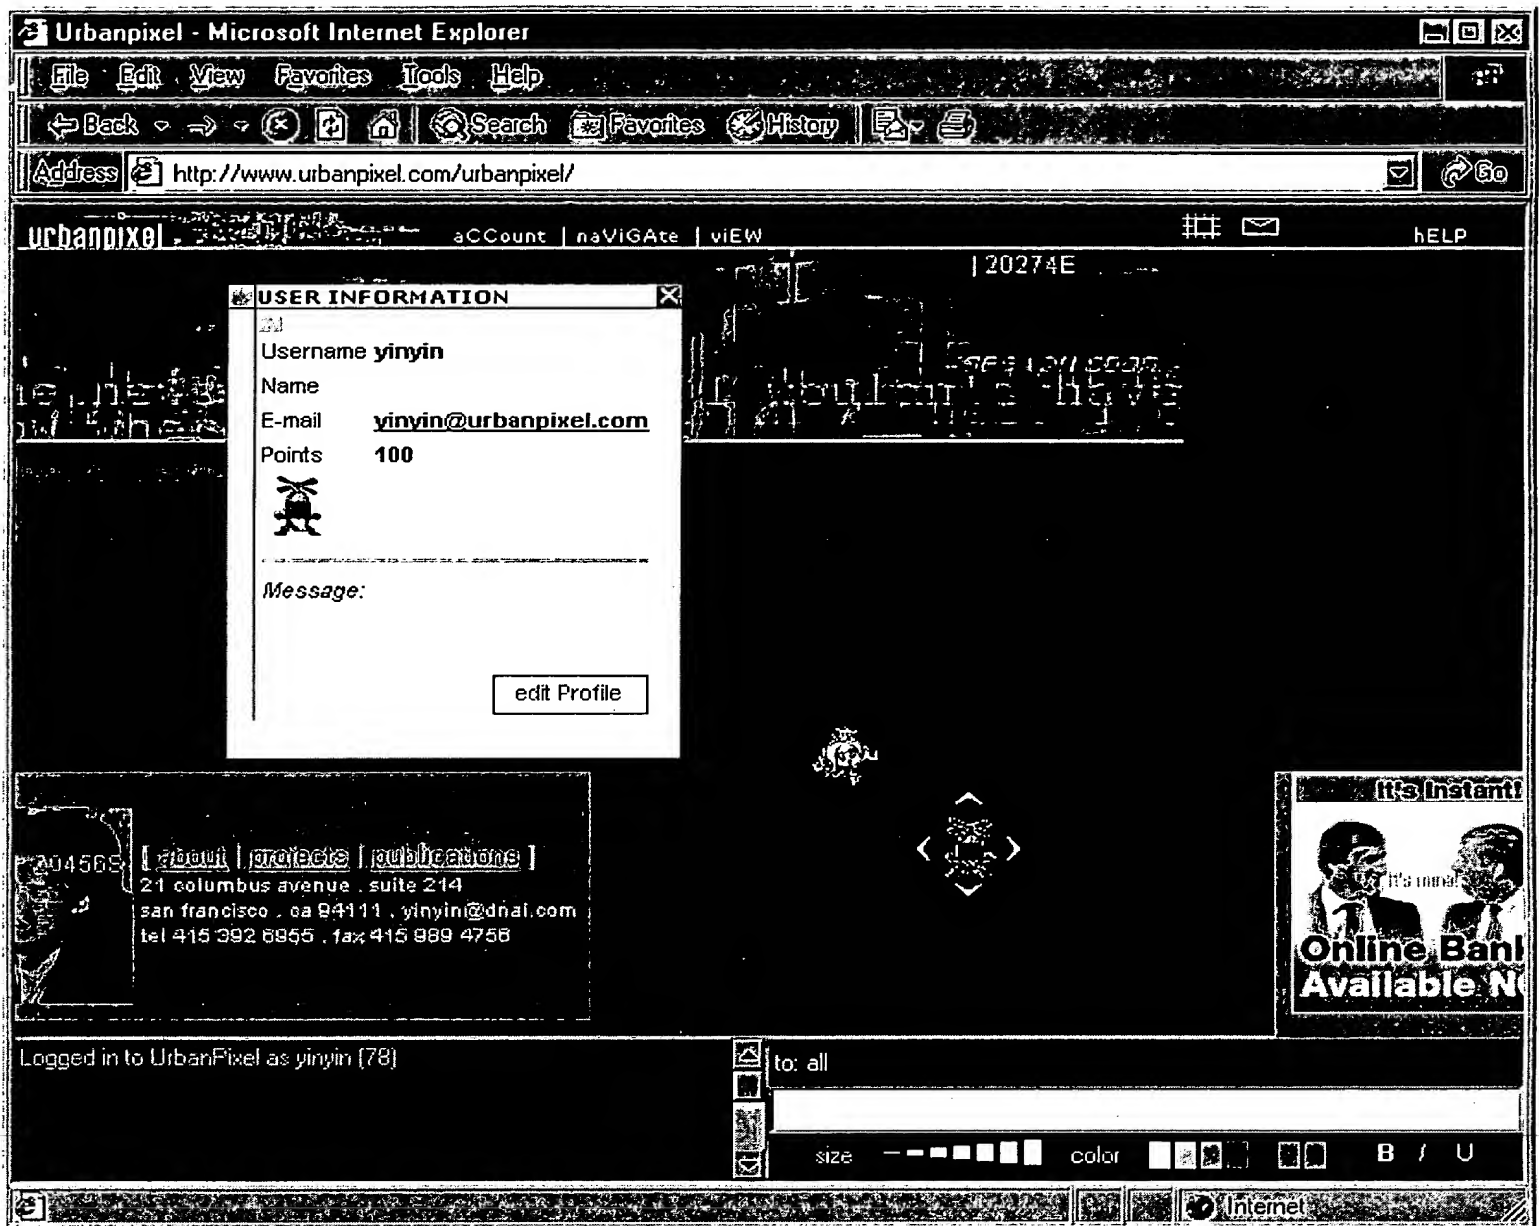 Urbanpixel - Microsoft Internet Explorer
File Edit View Favorites Tools Help
Back Search Favorites History
Address http://www.urbanpixel.com/urbanpixel/ Go
urbanpixel aCCount | naViGAte | viEW hELP
|20274E
USER INFORMATION
Username yinyin
Name
E-mail yinyin@urbanpixel.com
Points 100
Message:
edit Profile
It's Instant!
A04569
[ about | projects | publications ]
21 columbus avenue . suite 214
san francisco . ca 94111 . yinyin@dnai.com
tel 415 392 6955 . fax 415 989 4756
It's mine!
Online Bank
Available N
Logged in to UrbanPixel as yinyin (78)
to: all
size color B I U
Internet